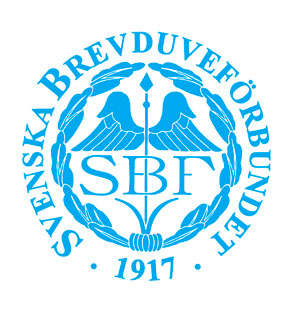 SVENSKA BREVDUVEFÖRBUNDET
SBF
· 1917 ·